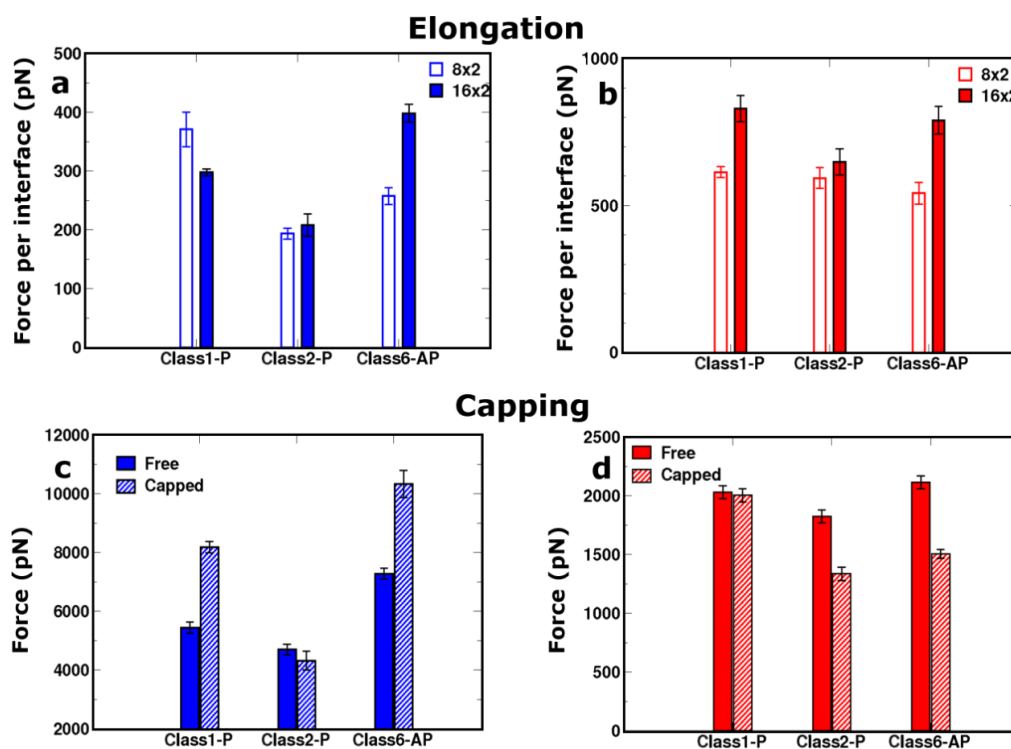 Elongation
a
Force per interface (pN)
500
400
300
200
100
0
8x2
16x2
Class1-P Class2-P Class6-AP
b
Force per interface (pN)
1000
500
0
8x2
16x2
Class1-P Class2-P Class6-AP
Capping
c
Force (pN)
12000
10000
8000
6000
4000
2000
Free
Capped
Class1-P Class2-P Class6-AP
d
Force (pN)
2500
2000
1500
1000
500
0
Free
Capped
Class1-P Class2-P Class6-AP